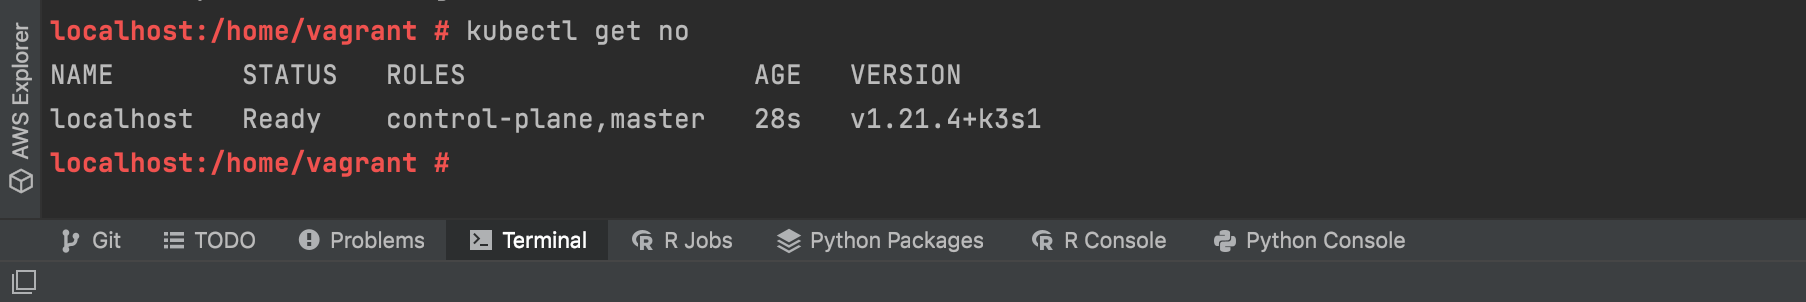 AWS Explorer
localhost:/home/vagrant # kubectl get no
NAME        STATUS   ROLES                  AGE   VERSION
localhost   Ready    control-plane,master   28s   v1.21.4+k3s1
localhost:/home/vagrant #
Git TODO Problems Terminal R Jobs Python Packages R Console Python Console